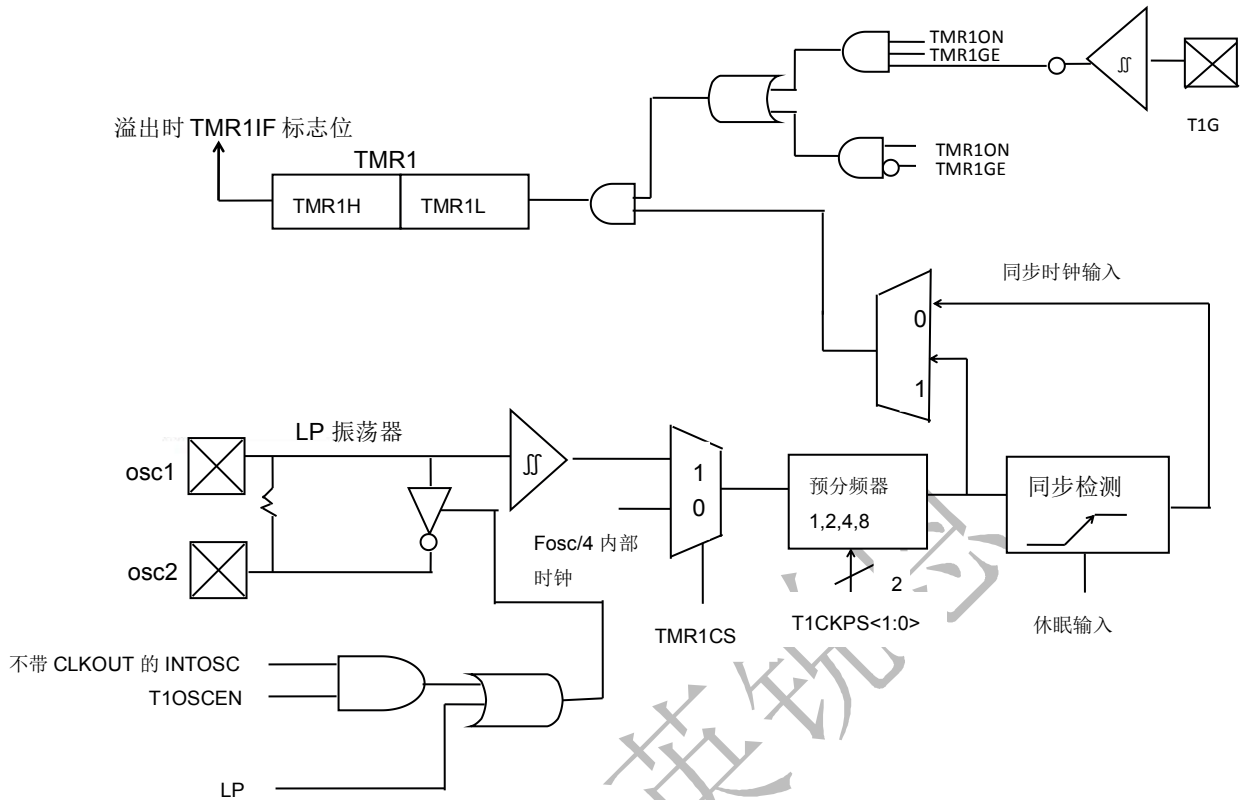 TMR1ON
TMR1GE
T1G
溢出时 TMR1IF 标志位
TMR1
TMR1H
TMR1L
TMR1ON
TMR1GE
同步时钟输入
0
1
LP 振荡器
osc1
1
0
预分频器
1,2,4,8
同步检测
Fosc/4 内部
时钟
osc2
2
TMR1CS
T1CKPS<1:0>
休眠输入
不带 CLKOUT 的 INTOSC
T1OSCEN
LP
英锐